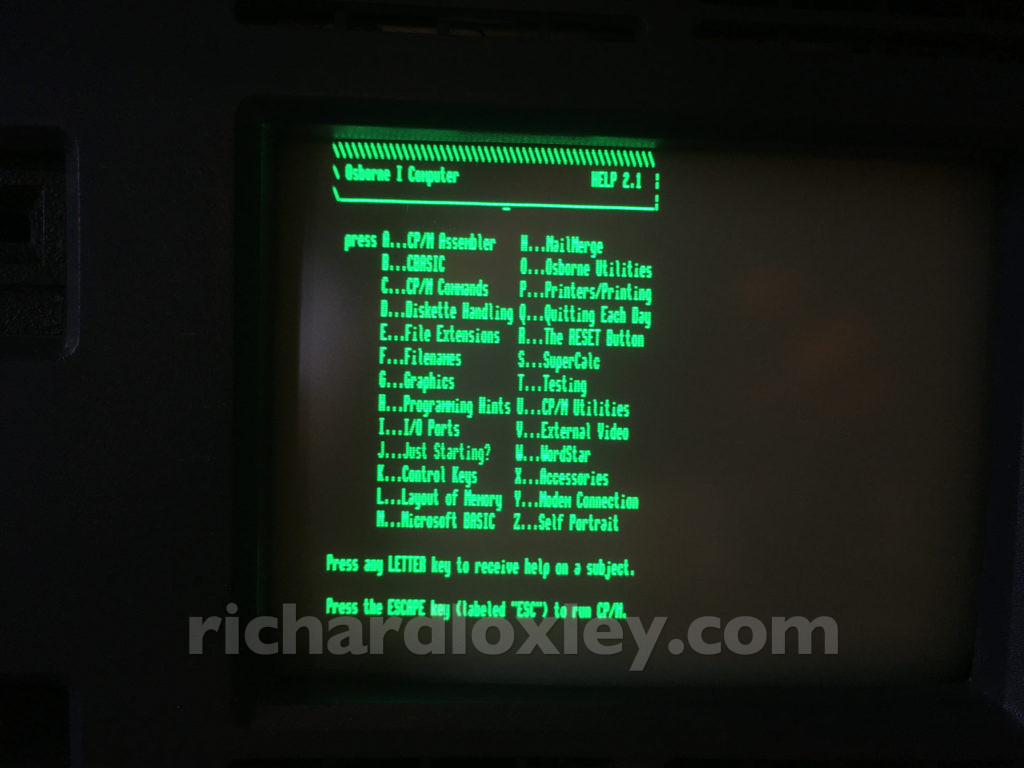 Osborne I Computer HELP 2.1
press A...CP/M Assembler N...MailMerge
B...CBASIC O...Osborne Utilities
C...CP/M Commands P...Printers/Printing
D...Diskette Handling Q...Quitting Each Day
E...File Extensions R...The RESET Button
F...Filenames S...SuperCalc
G...Graphics T...Testing
H...Programming Hints U...CP/M Utilities
I...I/O Ports V...External Video
J...Just Starting? W...WordStar
K...Control Keys X...Accessories
L...Layout of Memory Y...Modem Connection
M...Microsoft BASIC Z...Self Portrait
Press any LETTER key to receive help on a subject.
Press the ESCAPE key (labeled "ESC") to run CP/M.
richardloxley.com